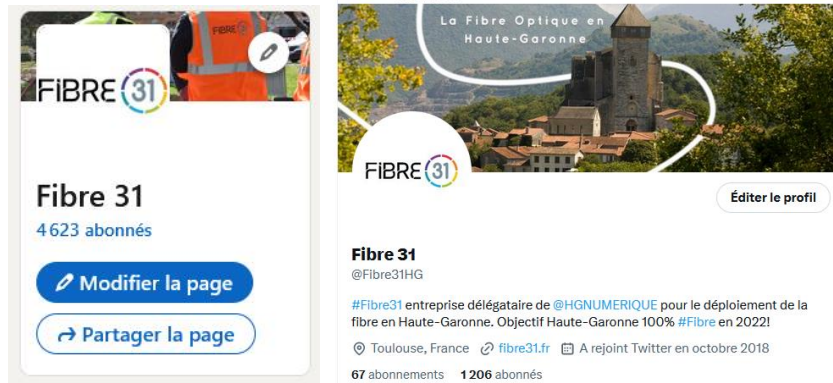 FIBRE 31
FIBRE 31
Fibre 31
4 623 abonnés
Modifier la page
Partager la page
La Fibre Optique en
Haute-Garonne
FIBRE 31
Éditer le profil
Fibre 31
@Fibre31HG
#Fibre31 entreprise délégataire de @HGNUMERIQUE pour le déploiement de la
fibre en Haute-Garonne. Objectif Haute-Garonne 100% #Fibre en 2022!
Toulouse, France fibre31.fr A rejoint Twitter en octobre 2018
67 abonnements 1 206 abonnés